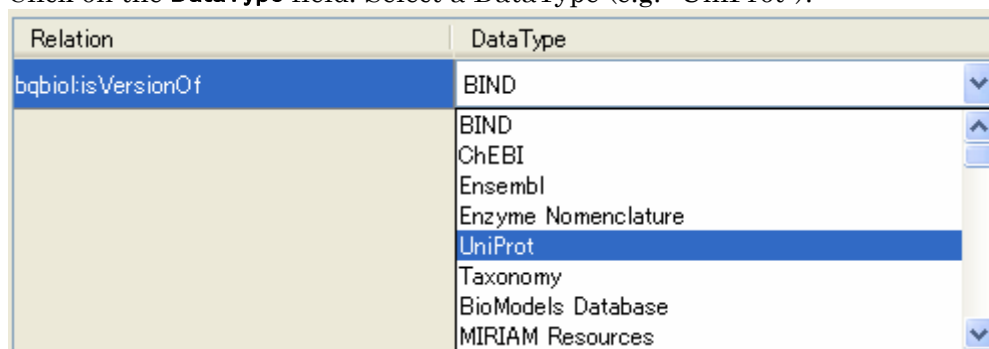 Click on the DataType field. Select a DataType (e.g. "UniProt").
Relation DataType
bqbiol:isVersionOf BIND
BIND
ChEBI
Ensembl
Enzyme Nomenclature
UniProt
Taxonomy
BioModels Database
MIRIAM Resources